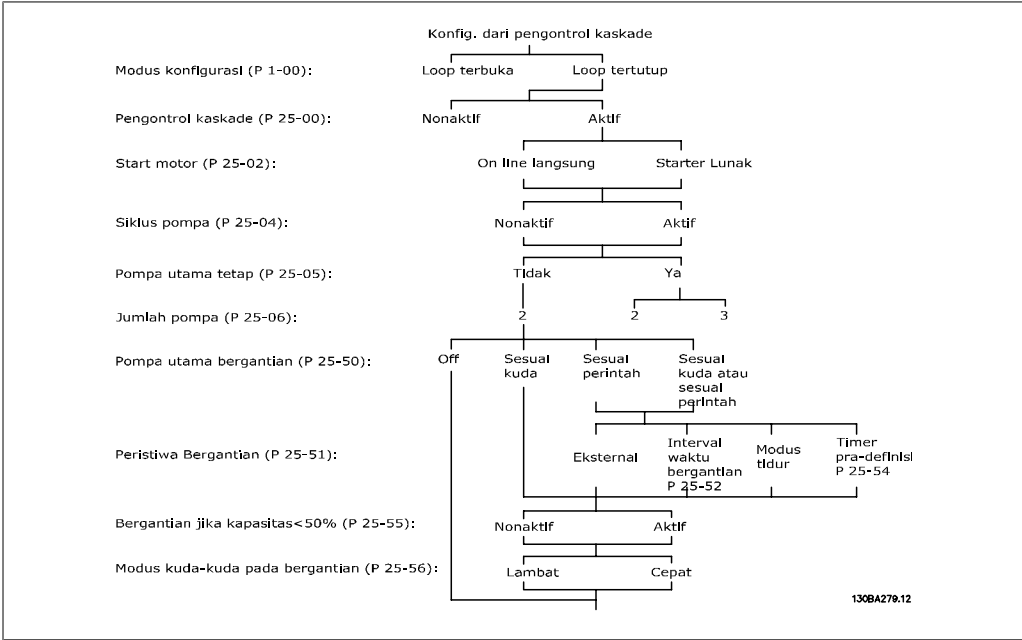 Konfig. dari pengontrol kaskade
Modus konfigurasi (P 1-00): Loop terbuka Loop tertutup
Pengontrol kaskade (P 25-00): Nonaktif Aktif
Start motor (P 25-02): On line langsung Starter Lunak
Siklus pompa (P 25-04): Nonaktif Aktif
Pompa utama tetap (P 25-05): Tidak Ya
Jumlah pompa (P 25-06): 2 2 3
Pompa utama bergantian (P 25-50): Off
Sesuai
kuda
Sesuai
perintah
Sesuai
kuda atau
sesuai
perintah
Peristiwa Bergantian (P 25-51): Eksternal
Interval
waktu
bergantian
P 25-52
Modus
tidur
Timer
pra-definisi
P 25-54
Bergantian jika kapasitas<50% (P 25-55): Nonaktif Aktif
Modus kuda-kuda pada bergantian (P 25-56): Lambat Cepat
130BA279.12